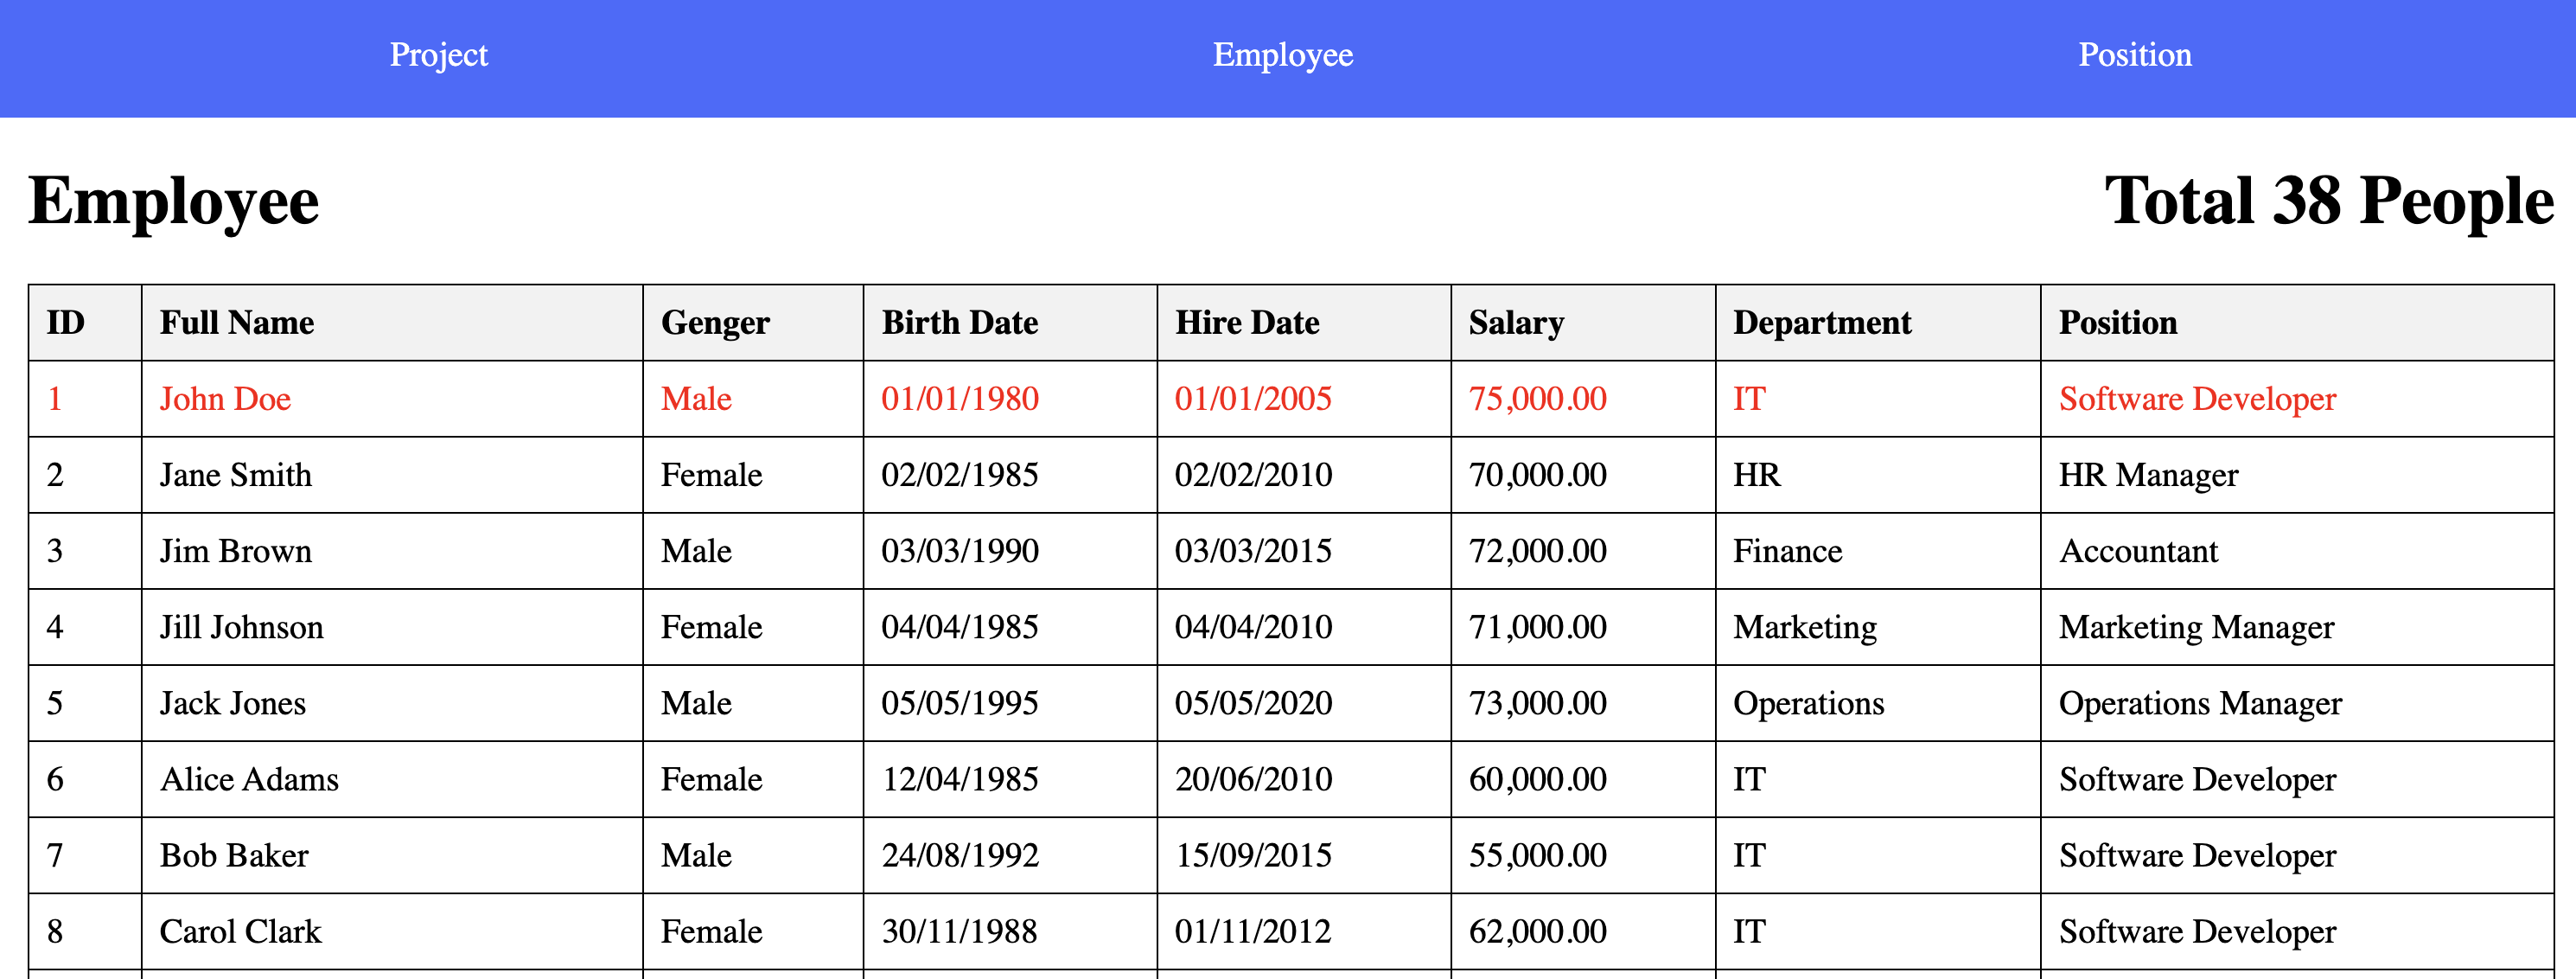 Project Employee Position
Employee Total 38 People
ID Full Name Genger Birth Date Hire Date Salary Department Position
1 John Doe Male 01/01/1980 01/01/2005 75,000.00 IT Software Developer
2 Jane Smith Female 02/02/1985 02/02/2010 70,000.00 HR HR Manager
3 Jim Brown Male 03/03/1990 03/03/2015 72,000.00 Finance Accountant
4 Jill Johnson Female 04/04/1985 04/04/2010 71,000.00 Marketing Marketing Manager
5 Jack Jones Male 05/05/1995 05/05/2020 73,000.00 Operations Operations Manager
6 Alice Adams Female 12/04/1985 20/06/2010 60,000.00 IT Software Developer
7 Bob Baker Male 24/08/1992 15/09/2015 55,000.00 IT Software Developer
8 Carol Clark Female 30/11/1988 01/11/2012 62,000.00 IT Software Developer